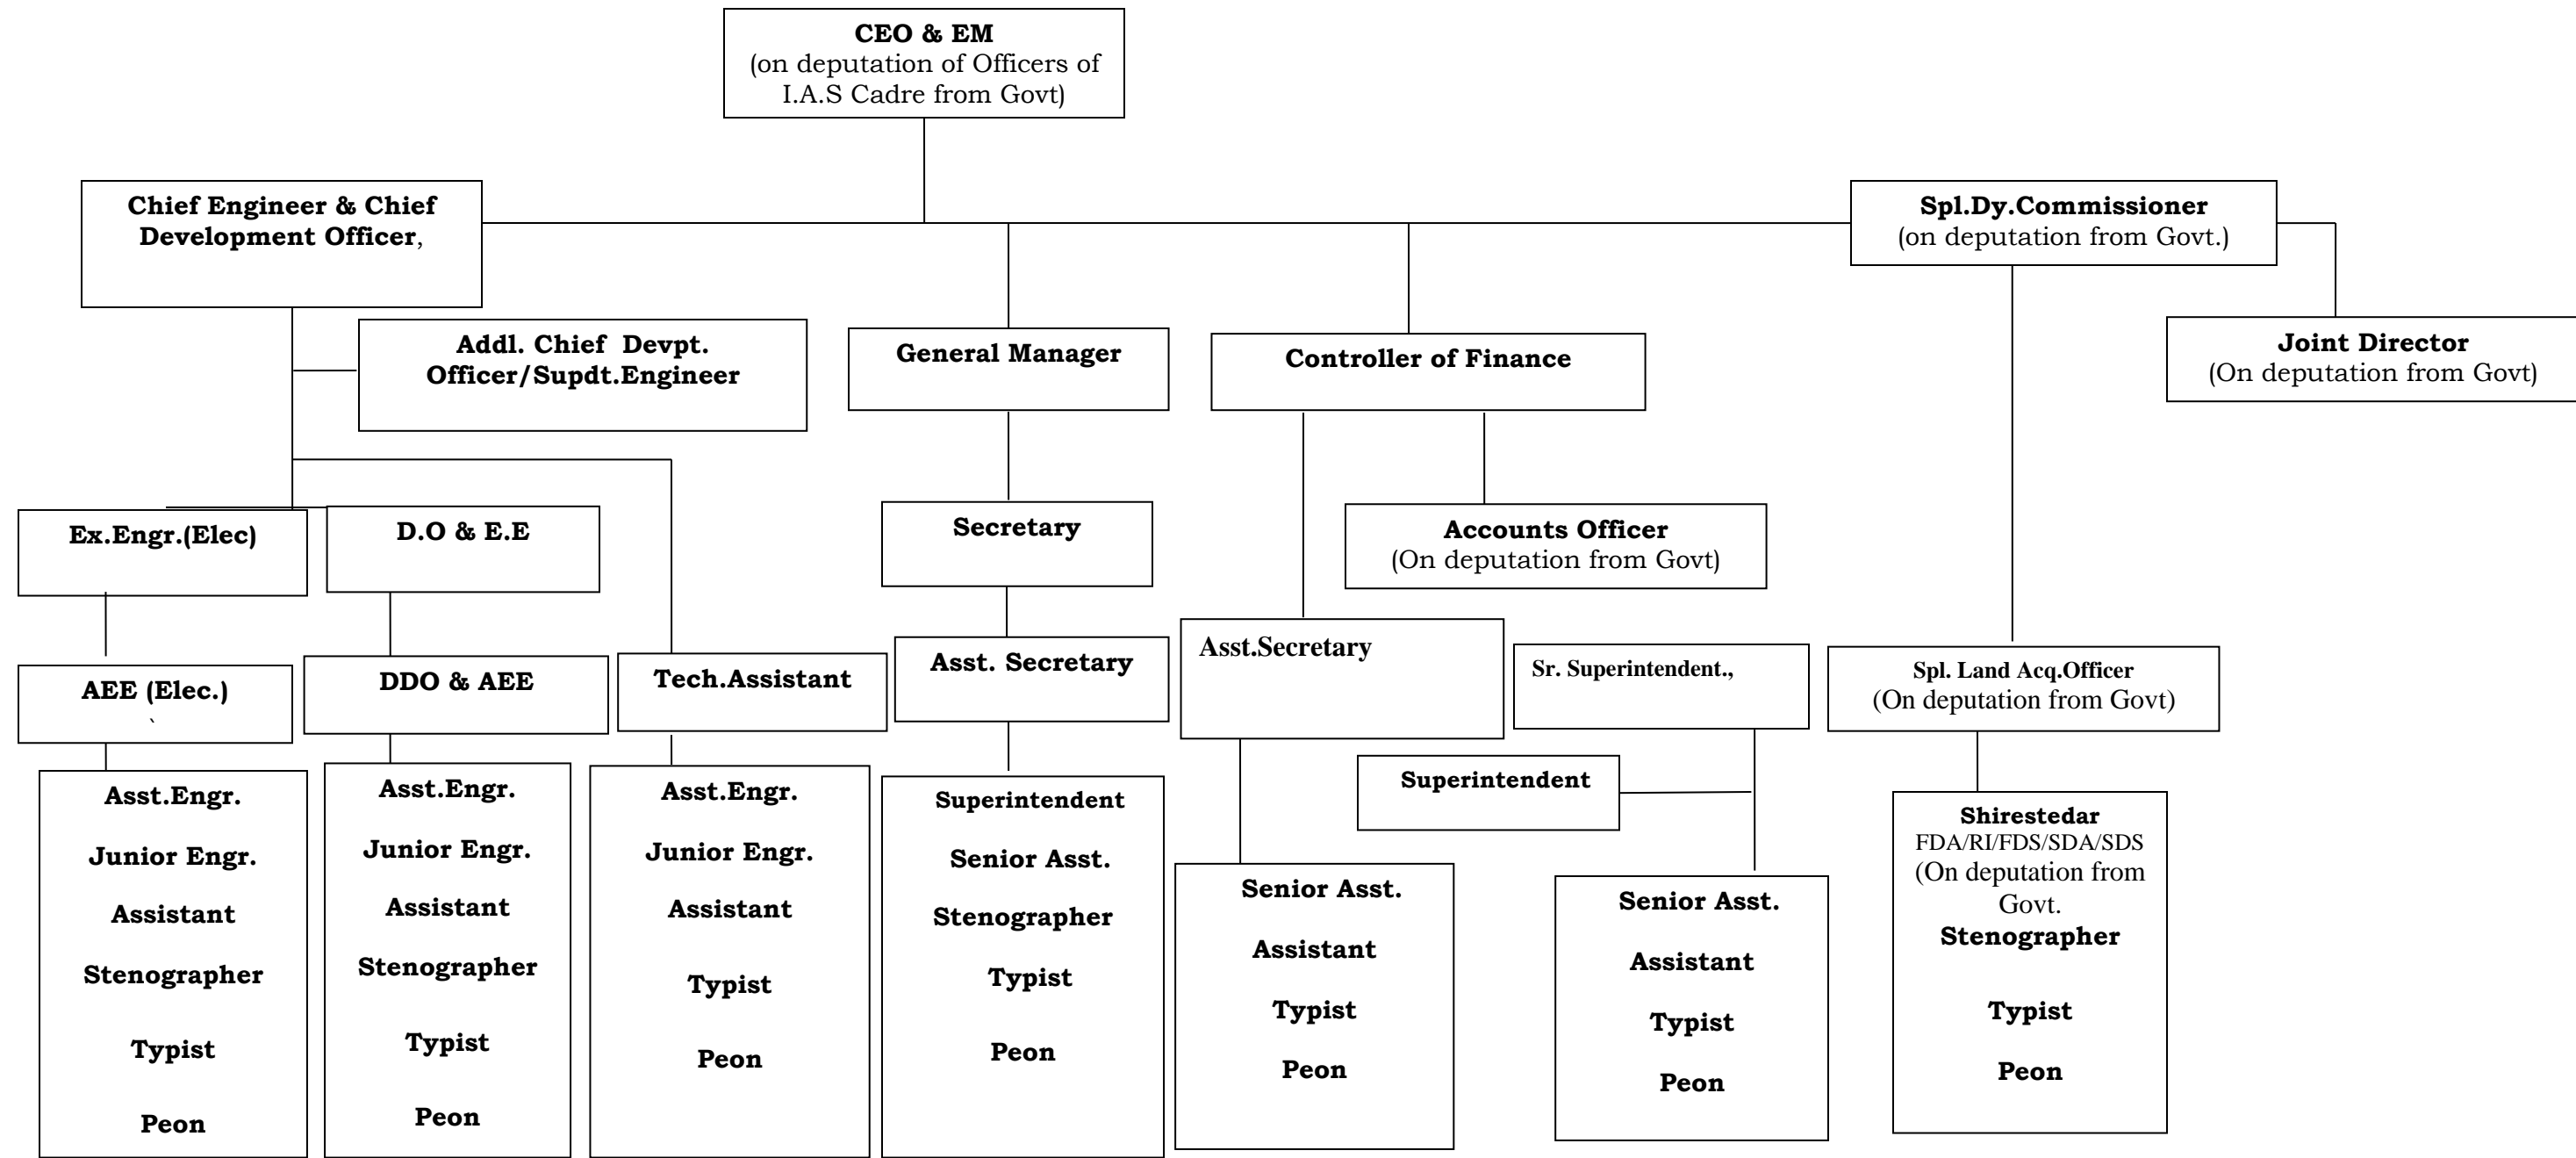 CEO & EM
(on deputation of Officers of
I.A.S Cadre from Govt)
Chief Engineer & Chief
Development Officer,
Spl.Dy.Commissioner
(on deputation from Govt.)
Addl. Chief Devpt.
Officer/Supdt.Engineer
General Manager
Controller of Finance
Joint Director
(On deputation from Govt)
Ex.Engr.(Elec)
D.O & E.E
Secretary
Accounts Officer
(On deputation from Govt)
AEE (Elec.)
`
DDO & AEE
Tech.Assistant
Asst. Secretary
Asst.Secretary
Sr. Superintendent.,
Spl. Land Acq.Officer
(On deputation from Govt)
Superintendent
Asst.Engr.
Junior Engr.
Assistant
Stenographer
Typist
Peon
Asst.Engr.
Junior Engr.
Assistant
Stenographer
Typist
Peon
Asst.Engr.
Junior Engr.
Assistant
Typist
Peon
Superintendent
Senior Asst.
Stenographer
Typist
Peon
Senior Asst.
Assistant
Typist
Peon
Senior Asst.
Assistant
Typist
Peon
Shirestedar
FDA/RI/FDS/SDA/SDS
(On deputation from
Govt.
Stenographer
Typist
Peon